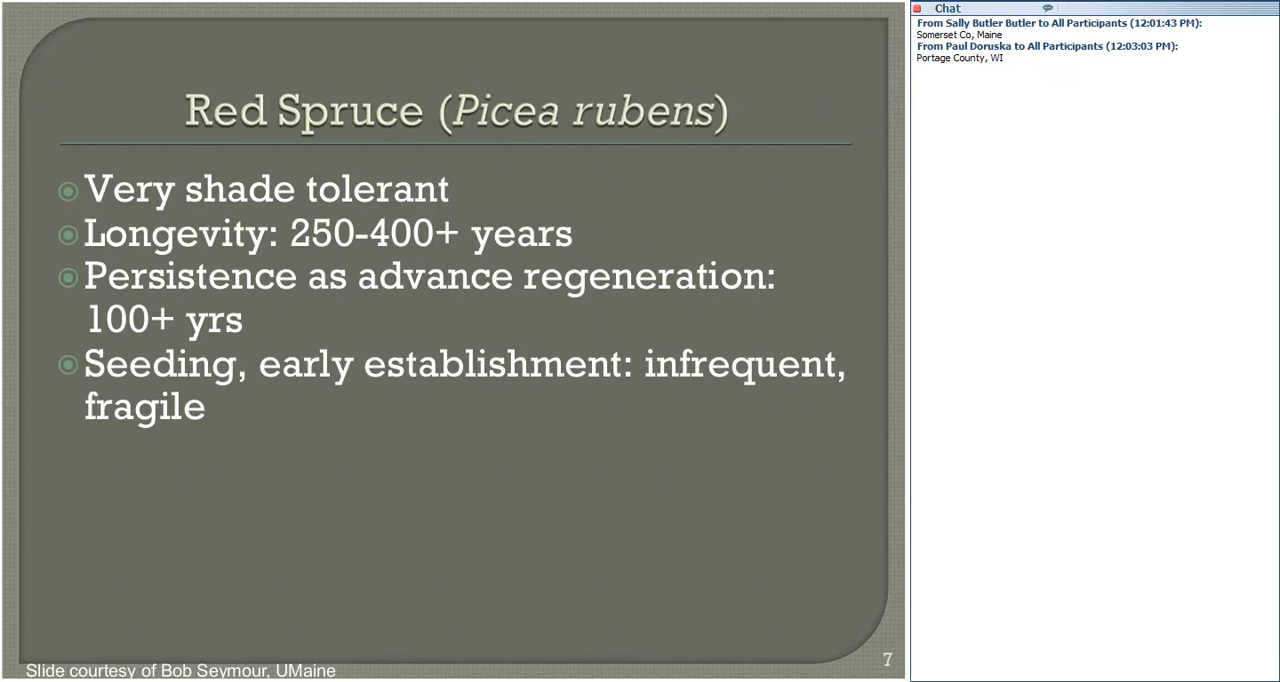 Red Spruce (Picea rubens)
Very shade tolerant
Longevity: 250-400+ years
Persistence as advance regeneration:
100+ yrs
Seeding, early establishment: infrequent,
fragile
Slide courtesy of Bob Seymour, UMaine
7
Chat
From Sally Butler Butler to All Participants (12:01:43 PM):
Somerset Co, Maine
From Paul Doruska to All Participants (12:03:03 PM):
Portage County, WI